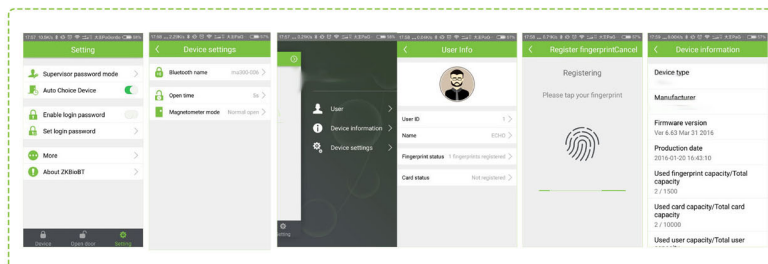 Setting
Supervisor password mode
Auto Choice Device
Enable login password
Set login password
More
About ZKBioBT
Device
Open door
Setting
Device settings
Bluetooth name
Open time
Magnetometer mode Normal open
User
Device information
Device settings
User Info
User ID 1
Name ECHO
Fingerprint status 1 fingerprints registered
Card status Not registered
Register fingerprintCancel
Registering
Please tap your fingerprint
Device information
Device type
Manufacturer
Firmware version
Ver 6.63 Mar 31 2016
Production date
2016-01-20 16:43:10
Used fingerprint capacity/Total
capacity
2 / 1500
Used card capacity/Total card
capacity
2 / 10000
Used user capacity/Total user